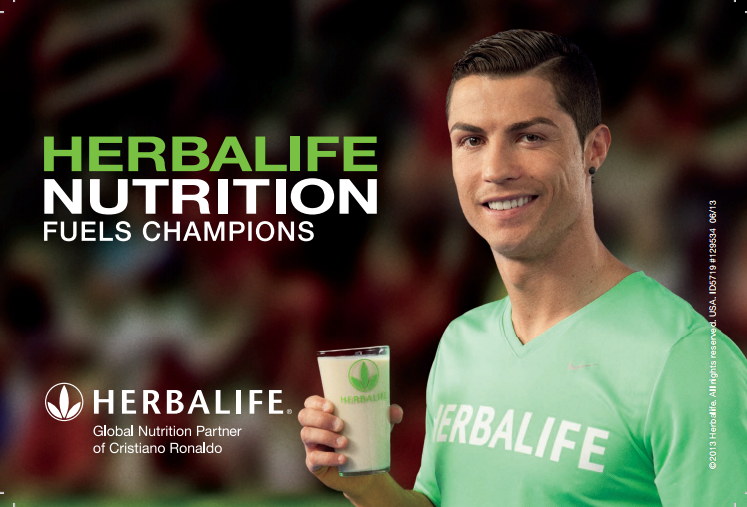 HERBALIFE
NUTRITION
FUELS CHAMPIONS
HERBALIFE®
Global Nutrition Partner
of Cristiano Ronaldo
HERBALIFE
ERBALIFE
©2013 Herbalife. All rights reserved. USA. ID5719 #129534 06/13